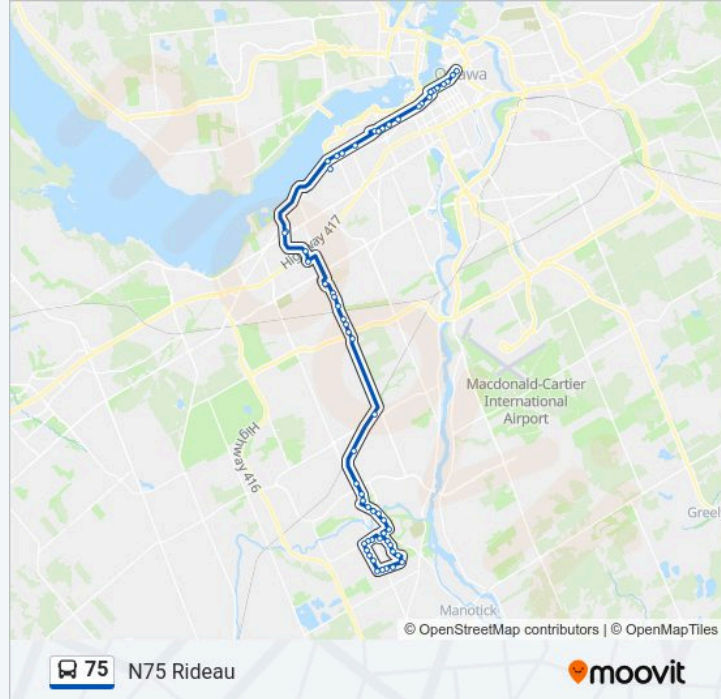 Ottawa
Highway 417
Macdonald-Cartier
International
Airport
Highway 416
Greel
Manotick
© OpenStreetMap contributors | © OpenMapTiles
75 N75 Rideau
moovit